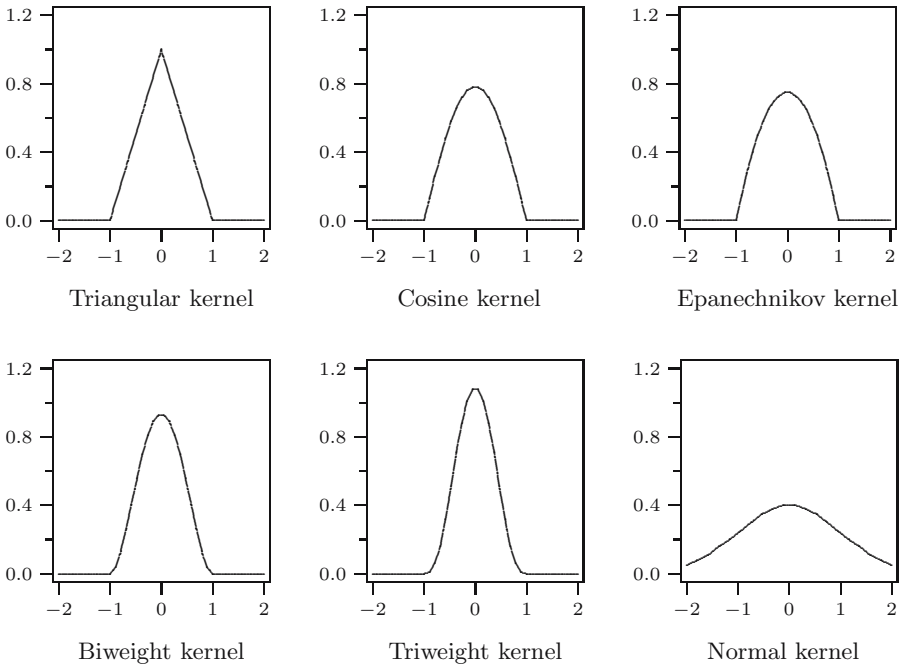 1.2
0.8
0.4
0.0
−2 −1 0 1 2
Triangular kernel
1.2
0.8
0.4
0.0
−2 −1 0 1 2
Cosine kernel
1.2
0.8
0.4
0.0
−2 −1 0 1 2
Epanechnikov kernel
1.2
0.8
0.4
0.0
−2 −1 0 1 2
Biweight kernel
1.2
0.8
0.4
0.0
−2 −1 0 1 2
Triweight kernel
1.2
0.8
0.4
0.0
−2 −1 0 1 2
Normal kernel